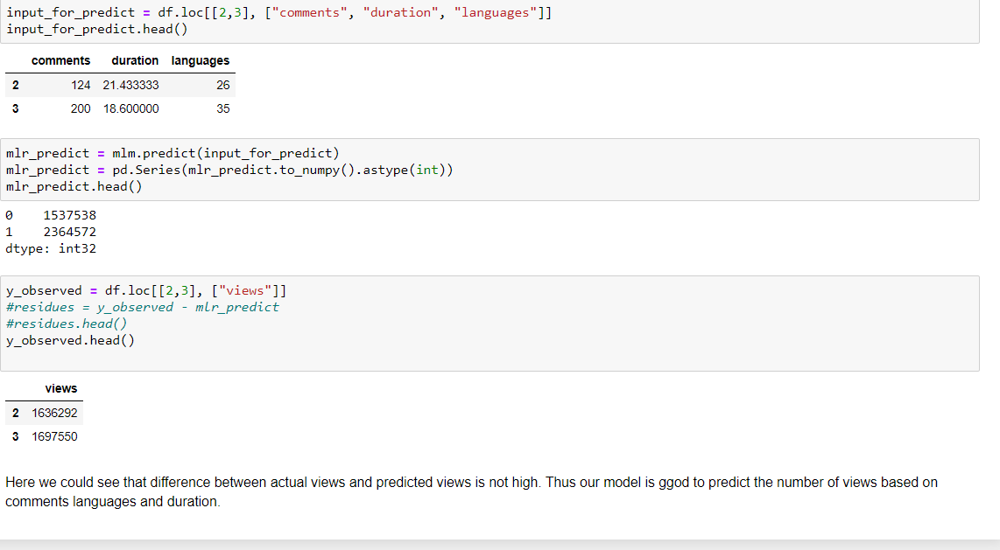 input_for_predict = df.loc[[2,3], ["comments", "duration", "languages"]]
input_for_predict.head()
comments duration languages
2 124 21.433333 26
3 200 18.600000 35
mlr_predict = mlm.predict(input_for_predict)
mlr_predict = pd.Series(mlr_predict.to_numpy().astype(int))
mlr_predict.head()
0 1537538
1 2364572
dtype: int32
y_observed = df.loc[[2,3], ["views"]]
#residues = y_observed - mlr_predict
#residues.head()
y_observed.head()
views
2 1636292
3 1697550
Here we could see that difference between actual views and predicted views is not high. Thus our model is ggod to predict the number of views based on
comments languages and duration.